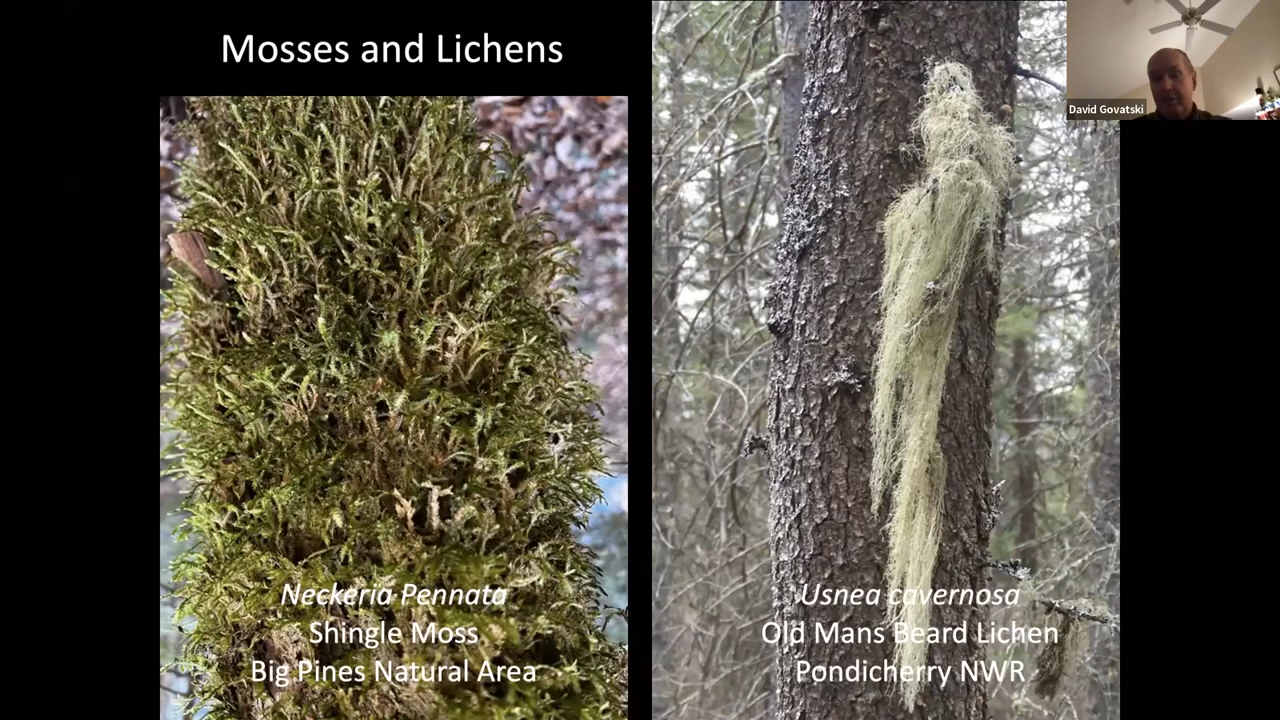 Mosses and Lichens
David Govatski
Neckeria Pennata
Shingle Moss
Big Pines Natural Area
Usnea cavernosa
Old Mans Beard Lichen
Pondicherry NWR